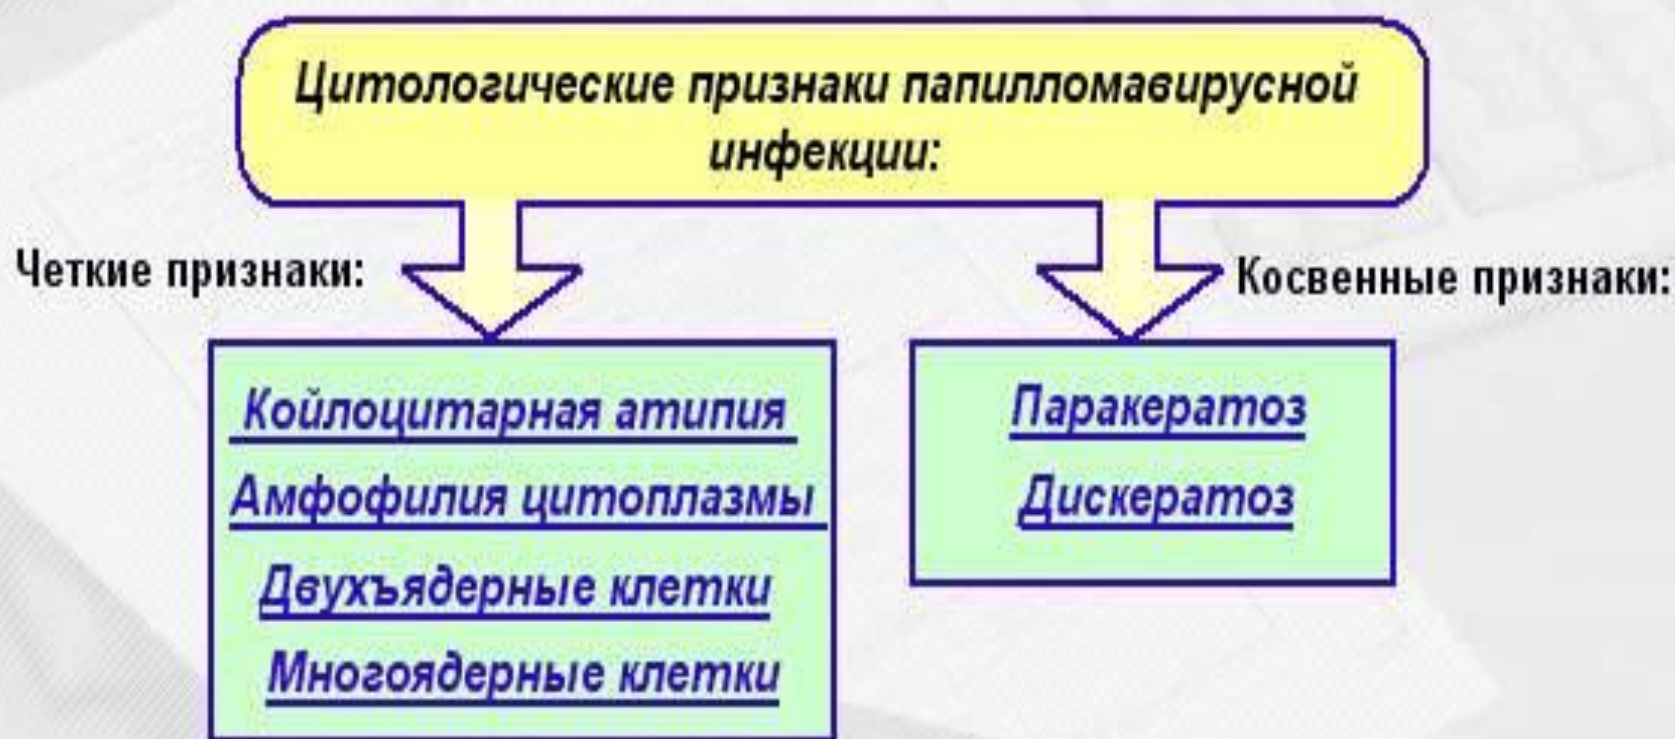 Цитологические признаки папилломавирусной
инфекции:
Четкие признаки:
Койлоцитарная атипия
Амфофилия цитоплазмы
Двухъядерные клетки
Многоядерные клетки
Косвенные признаки:
Паракератоз
Дискератоз